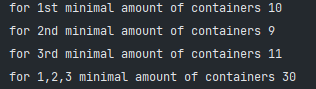 for 1st minimal amount of containers 10
for 2nd minimal amount of containers 9
for 3rd minimal amount of containers 11
for 1,2,3 minimal amount of containers 30